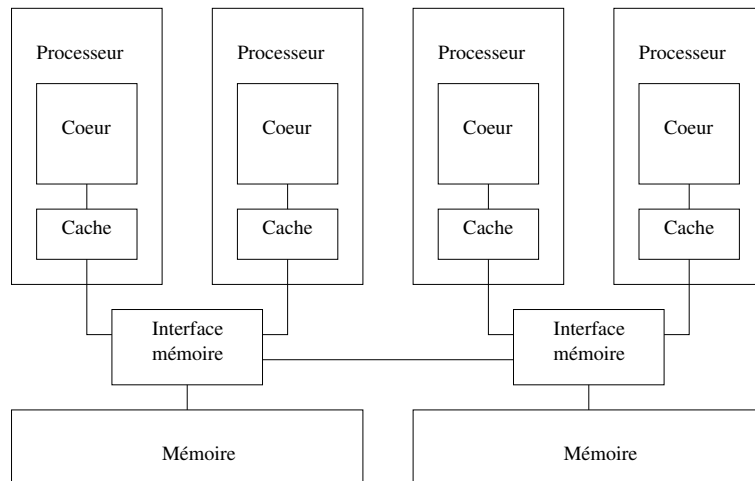 Processeur
Processeur
Processeur
Processeur
Coeur
Coeur
Coeur
Coeur
Cache
Cache
Cache
Cache
Interface
mémoire
Interface
mémoire
Mémoire
Mémoire